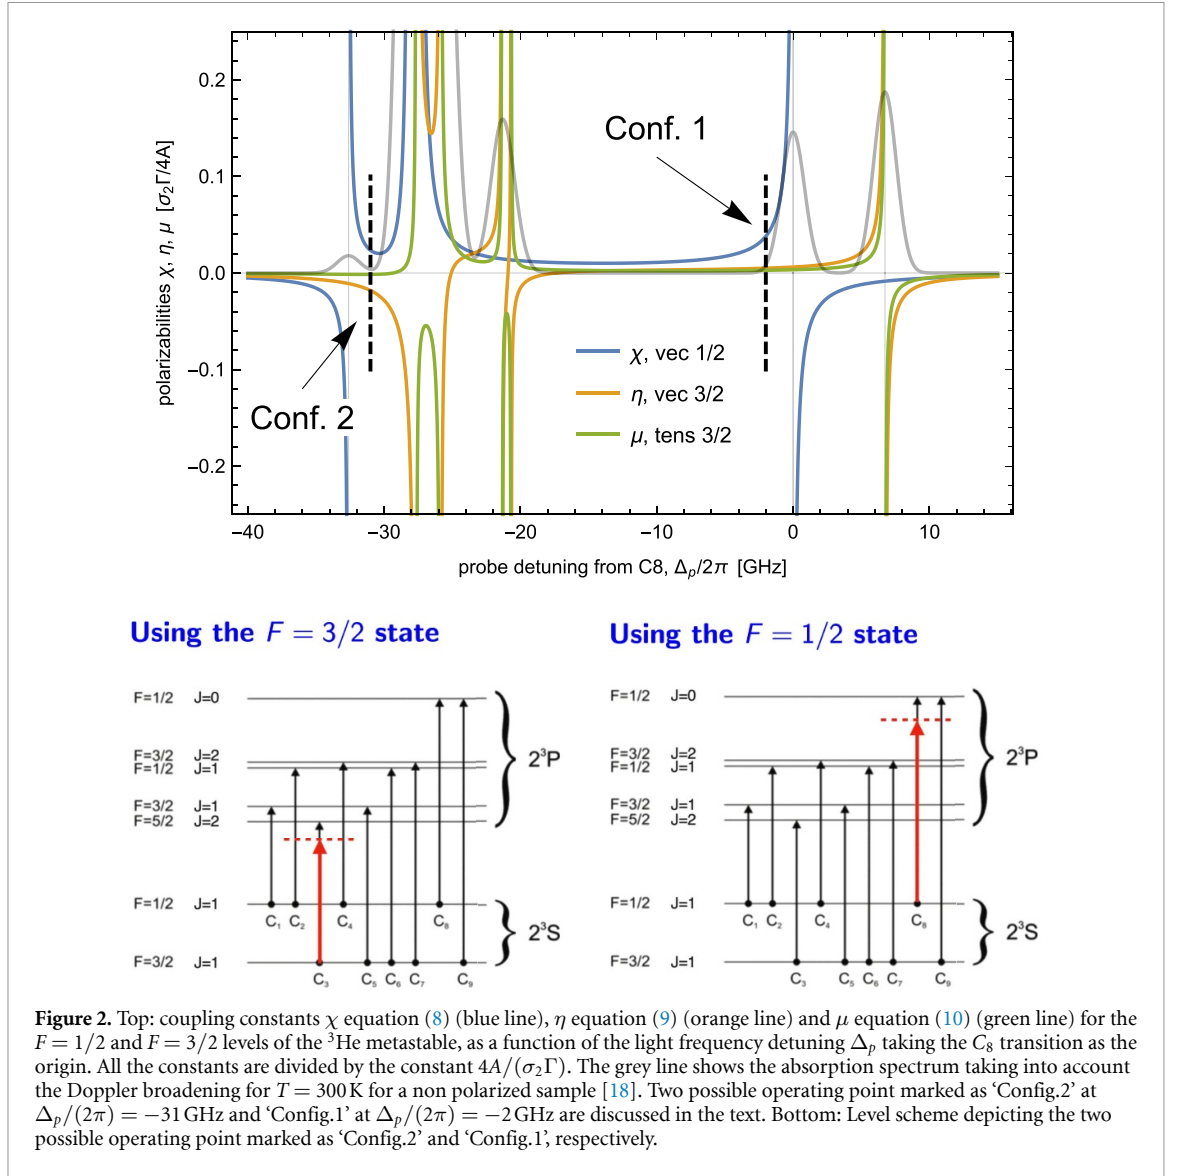 0.2
0.1
0.0
−0.1
−0.2
polarizabilities χ, η, μ [σ₂Γ/4A]
Conf. 1
Conf. 2
χ, vec 1/2
η, vec 3/2
μ, tens 3/2
−40 −30 −20 −10 0 10
probe detuning from C8, Δₚ/2π [GHz]
Using the F = 3/2 state
F=1/2 J=0
F=3/2 J=2
F=1/2 J=1
F=3/2 J=1
F=5/2 J=2
2³P
F=1/2 J=1
C₁ C₂ C₄ C₈
2³S
F=3/2 J=1
C₃ C₅ C₆ C₇ C₉
Using the F = 1/2 state
F=1/2 J=0
F=3/2 J=2
F=1/2 J=1
F=3/2 J=1
F=5/2 J=2
2³P
F=1/2 J=1
C₁ C₂ C₄ C₈
2³S
F=3/2 J=1
C₃ C₅ C₆ C₇ C₉
Figure 2. Top: coupling constants χ equation (8) (blue line), η equation (9) (orange line) and μ equation (10) (green line) for the
F = 1/2 and F = 3/2 levels of the ³He metastable, as a function of the light frequency detuning Δₚ taking the C₈ transition as the
origin. All the constants are divided by the constant 4A/(σ₂Γ). The grey line shows the absorption spectrum taking into account
the Doppler broadening for T = 300 K for a non polarized sample [18]. Two possible operating point marked as ‘Config.2’ at
Δₚ/(2π) = −31 GHz and ‘Config.1’ at Δₚ/(2π) = −2 GHz are discussed in the text. Bottom: Level scheme depicting the two
possible operating point marked as ‘Config.2’ and ‘Config.1’, respectively.